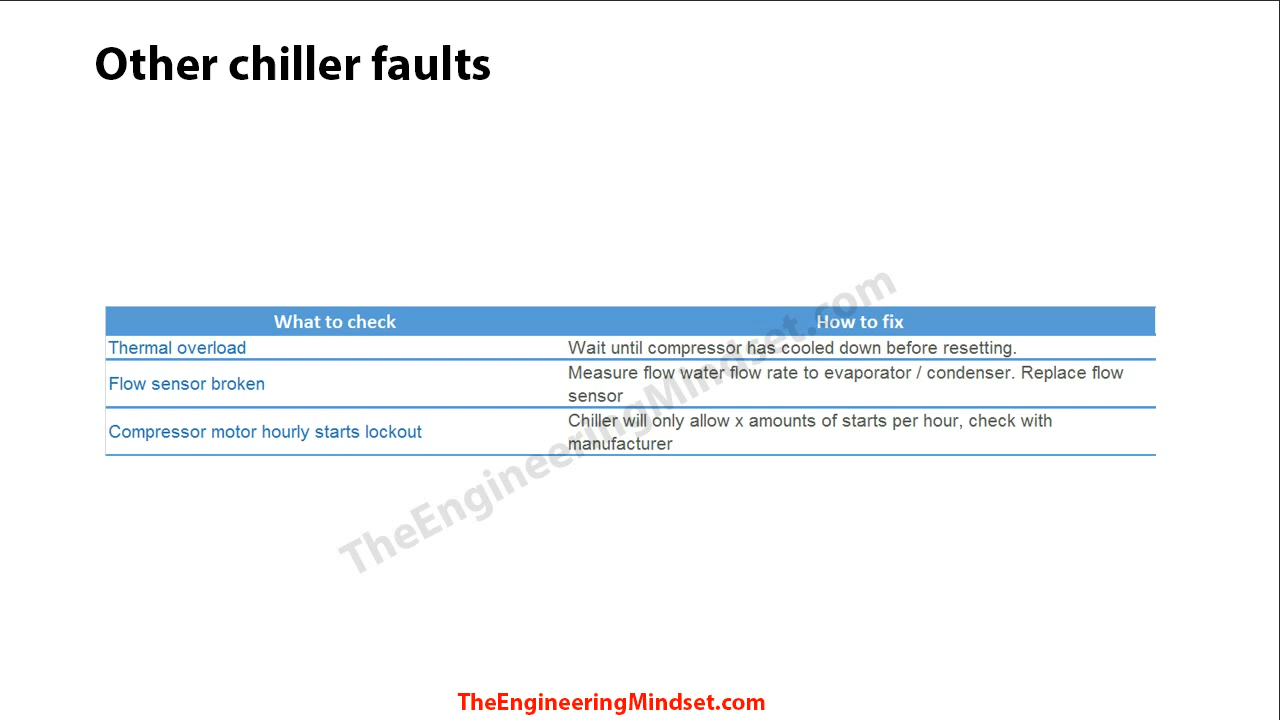 Other chiller faults
What to check
How to fix
Thermal overload
Wait until compressor has cooled down before resetting.
Flow sensor broken
Measure flow water flow rate to evaporator / condenser. Replace flow
sensor
Compressor motor hourly starts lockout
Chiller will only allow x amounts of starts per hour, check with
manufacturer
TheEngineeringMindset.com
TheEngineeringMindset.com